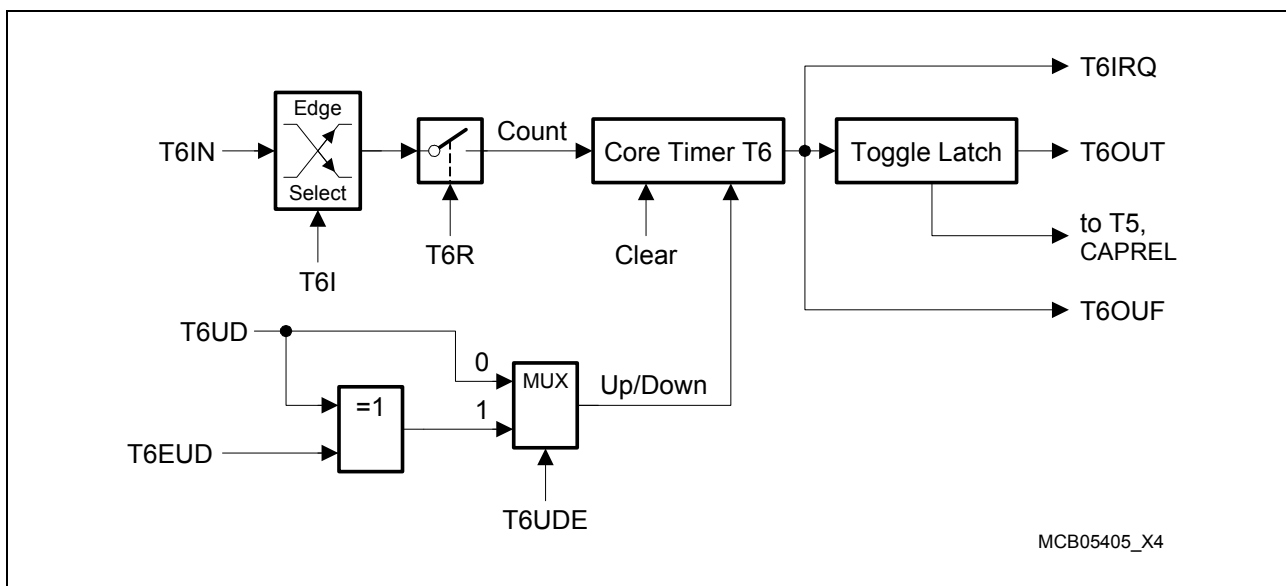 T6IRQ
Edge
Select
T6IN
Count
Core Timer T6
Toggle Latch
T6OUT
T6I
T6R
Clear
to T5,
CAPREL
T6OUF
T6UD
0
MUX
Up/Down
=1
1
T6EUD
T6UDE
MCB05405_X4